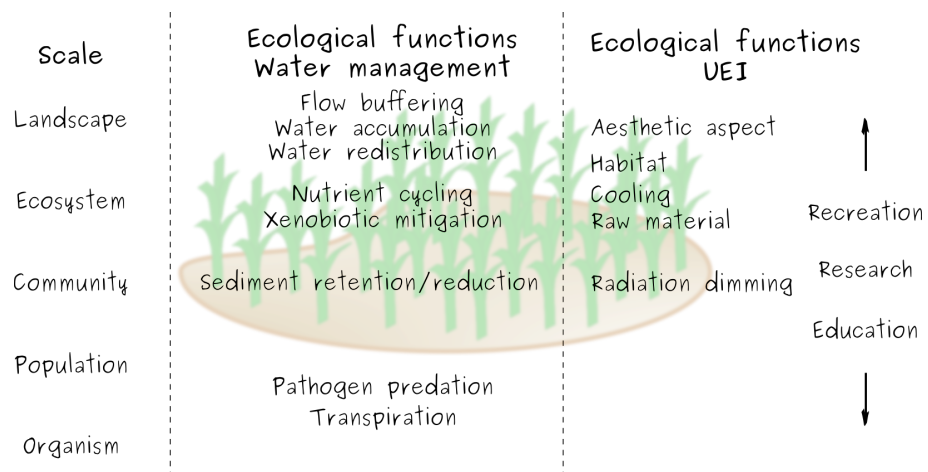 Scale
Ecological functions
Water management
Ecological functions
UEI
Landscape
Flow buffering
Water accumulation
Water redistribution
Aesthetic aspect
Habitat
Ecosystem
Nutrient cycling
Xenobiotic mitigation
Cooling
Raw material
Recreation
Community
Sediment retention/reduction
Radiation dimming
Research
Education
Population
Pathogen predation
Transpiration
Organism